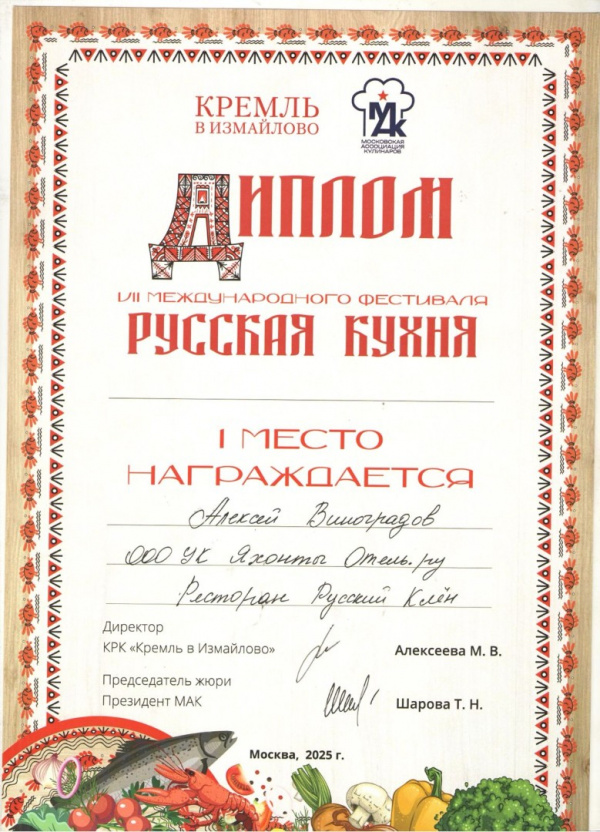 КРЕМЛЬ
В ИЗМАЙЛОВО
МАК
МОСКОВСКАЯ
АССОЦИАЦИЯ
КУЛИНАРОВ
ДИПЛОМ
VII МЕЖДУНАРОДНОГО ФЕСТИВАЛЯ
РУССКАЯ КУХНЯ
I МЕСТО
НАГРАЖДАЕТСЯ
Алексей Виноградов
ООО УК Яхонты Отель.ру
Ресторан Русский Клён
Директор
КРК «Кремль в Измайлово»
Алексеева М. В.
Председатель жюри
Президент МАК
Шарова Т. Н.
Москва, 2025 г.